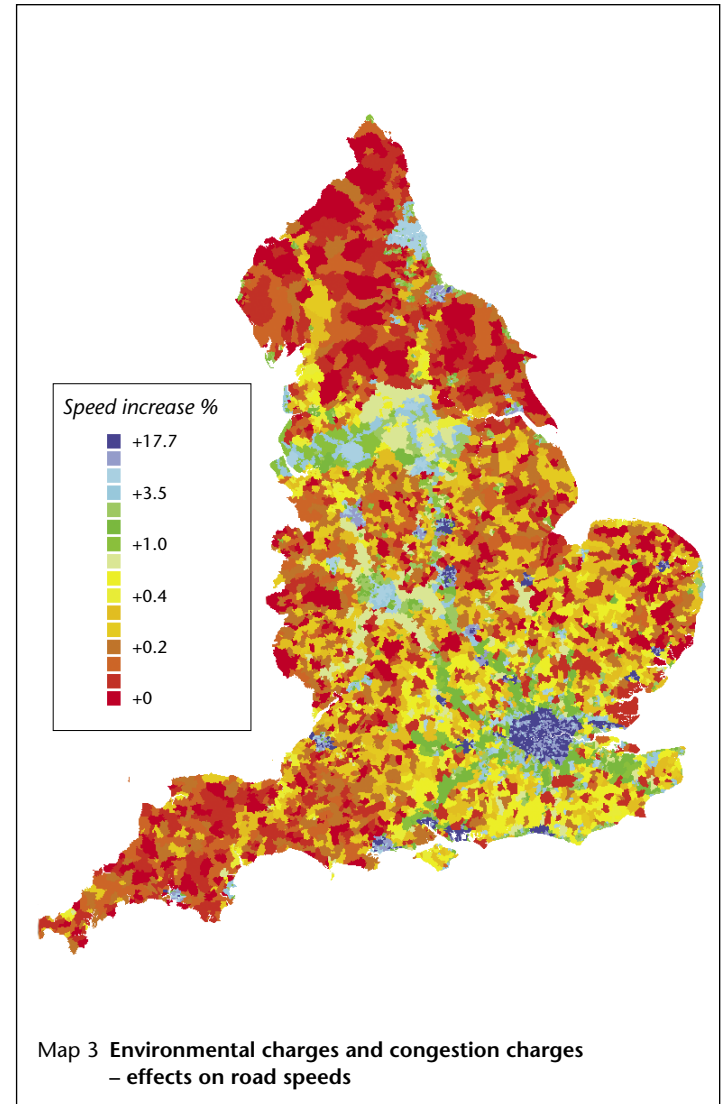 Speed increase %
+17.7
+3.5
+1.0
+0.4
+0.2
+0
Map 3 Environmental charges and congestion charges
– effects on road speeds